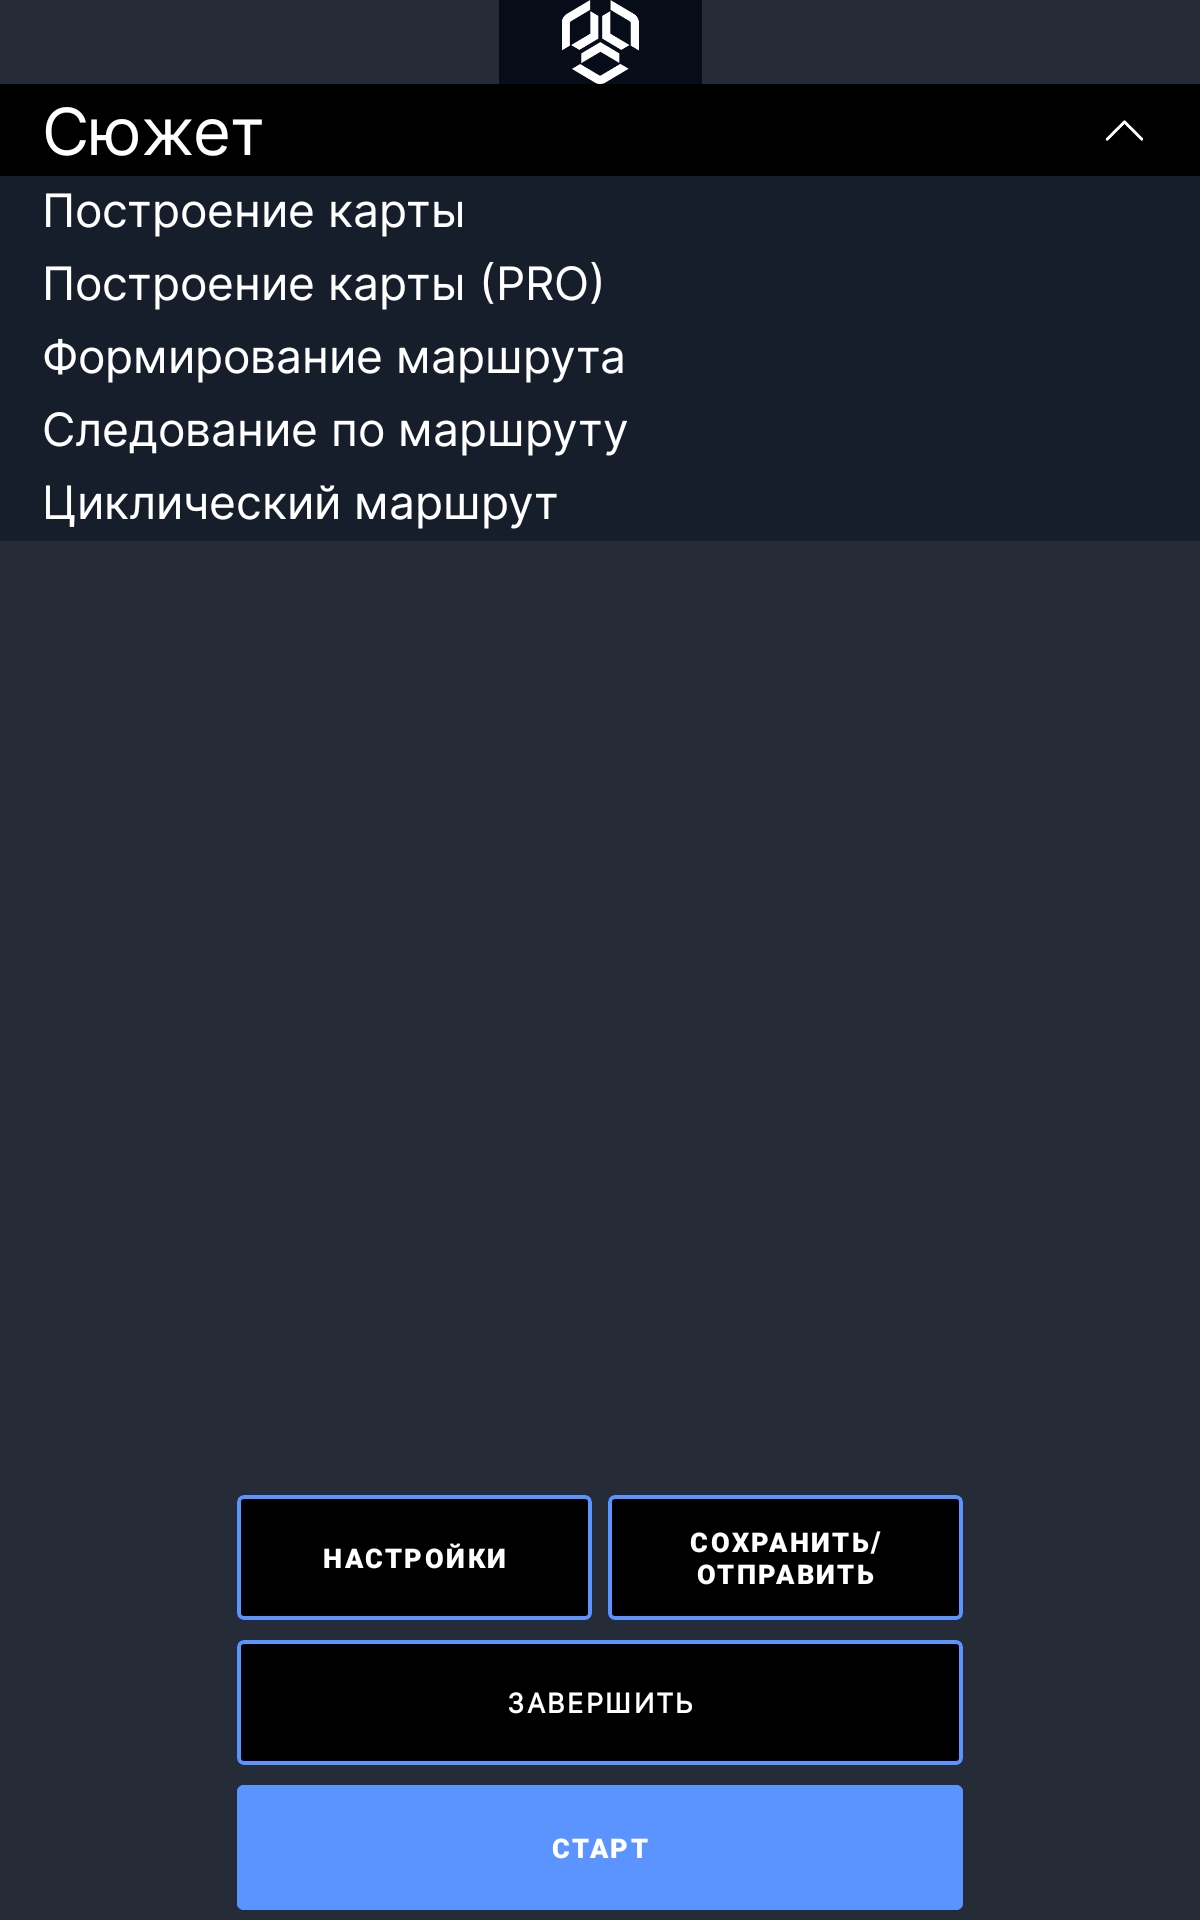 Сюжет
Построение карты
Построение карты (PRO)
Формирование маршрута
Следование по маршруту
Циклический маршрут
НАСТРОЙКИ
СОХРАНИТЬ/
ОТПРАВИТЬ
ЗАВЕРШИТЬ
СТАРТ